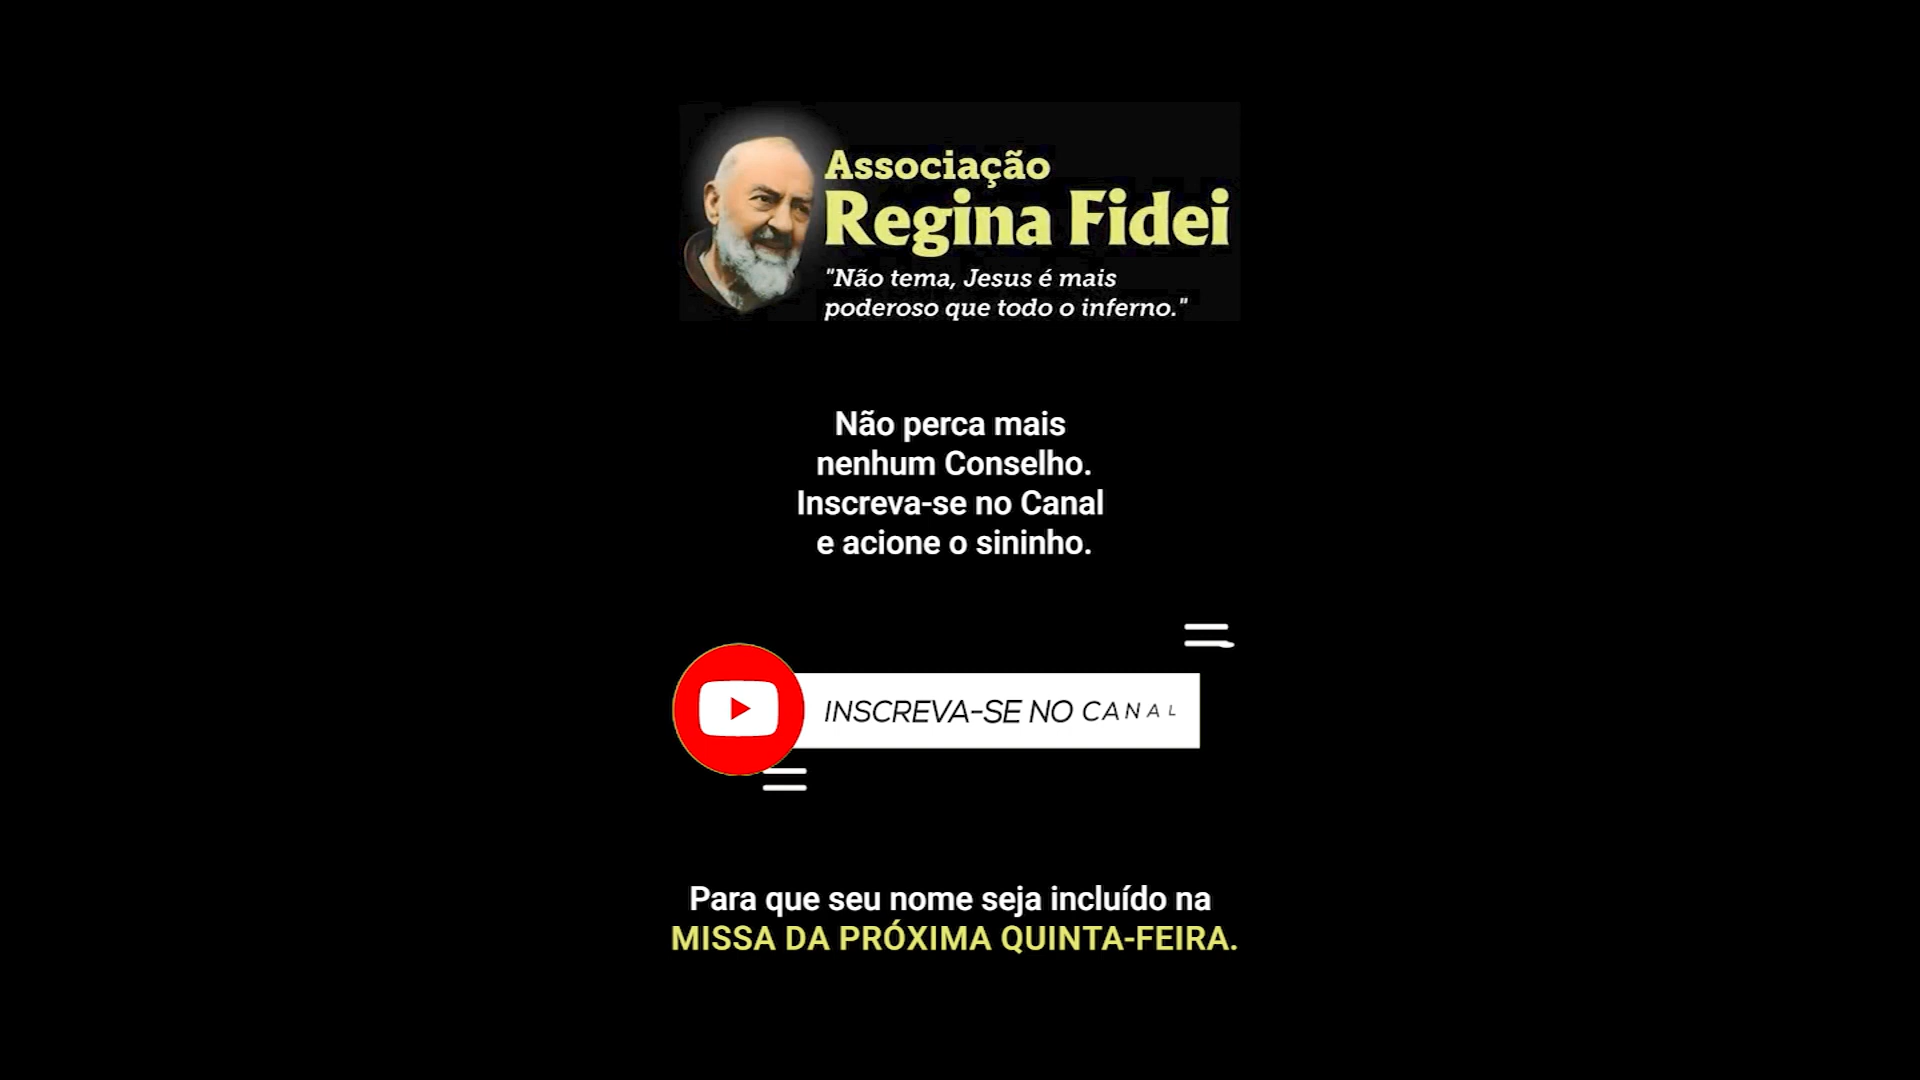 Associação
Regina Fidei
"Não tema, Jesus é mais
poderoso que todo o inferno."
Não perca mais
nenhum Conselho.
Inscreva-se no Canal
e acione o sininho.
INSCREVA-SE NO CANAL
Para que seu nome seja incluído na
MISSA DA PRÓXIMA QUINTA-FEIRA.